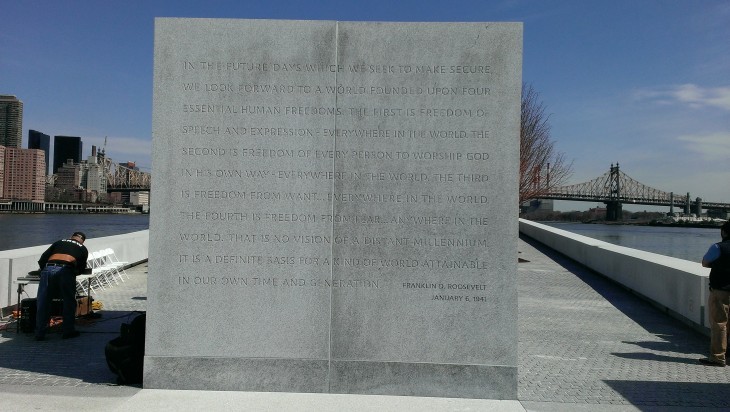 IN THE FUTURE DAYS WHICH WE SEEK TO MAKE SECURE,
WE LOOK FORWARD TO A WORLD FOUNDED UPON FOUR
ESSENTIAL HUMAN FREEDOMS. THE FIRST IS FREEDOM OF
SPEECH AND EXPRESSION–EVERYWHERE IN THE WORLD. THE
SECOND IS FREEDOM OF EVERY PERSON TO WORSHIP GOD
IN HIS OWN WAY–EVERYWHERE IN THE WORLD. THE THIRD
IS FREEDOM FROM WANT...EVERYWHERE IN THE WORLD.
THE FOURTH IS FREEDOM FROM FEAR...ANYWHERE IN THE
WORLD. THAT IS NO VISION OF A DISTANT MILLENNIUM.
IT IS A DEFINITE BASIS FOR A KIND OF WORLD ATTAINABLE
IN OUR OWN TIME AND GENERATION.
FRANKLIN D. ROOSEVELT
JANUARY 6, 1941